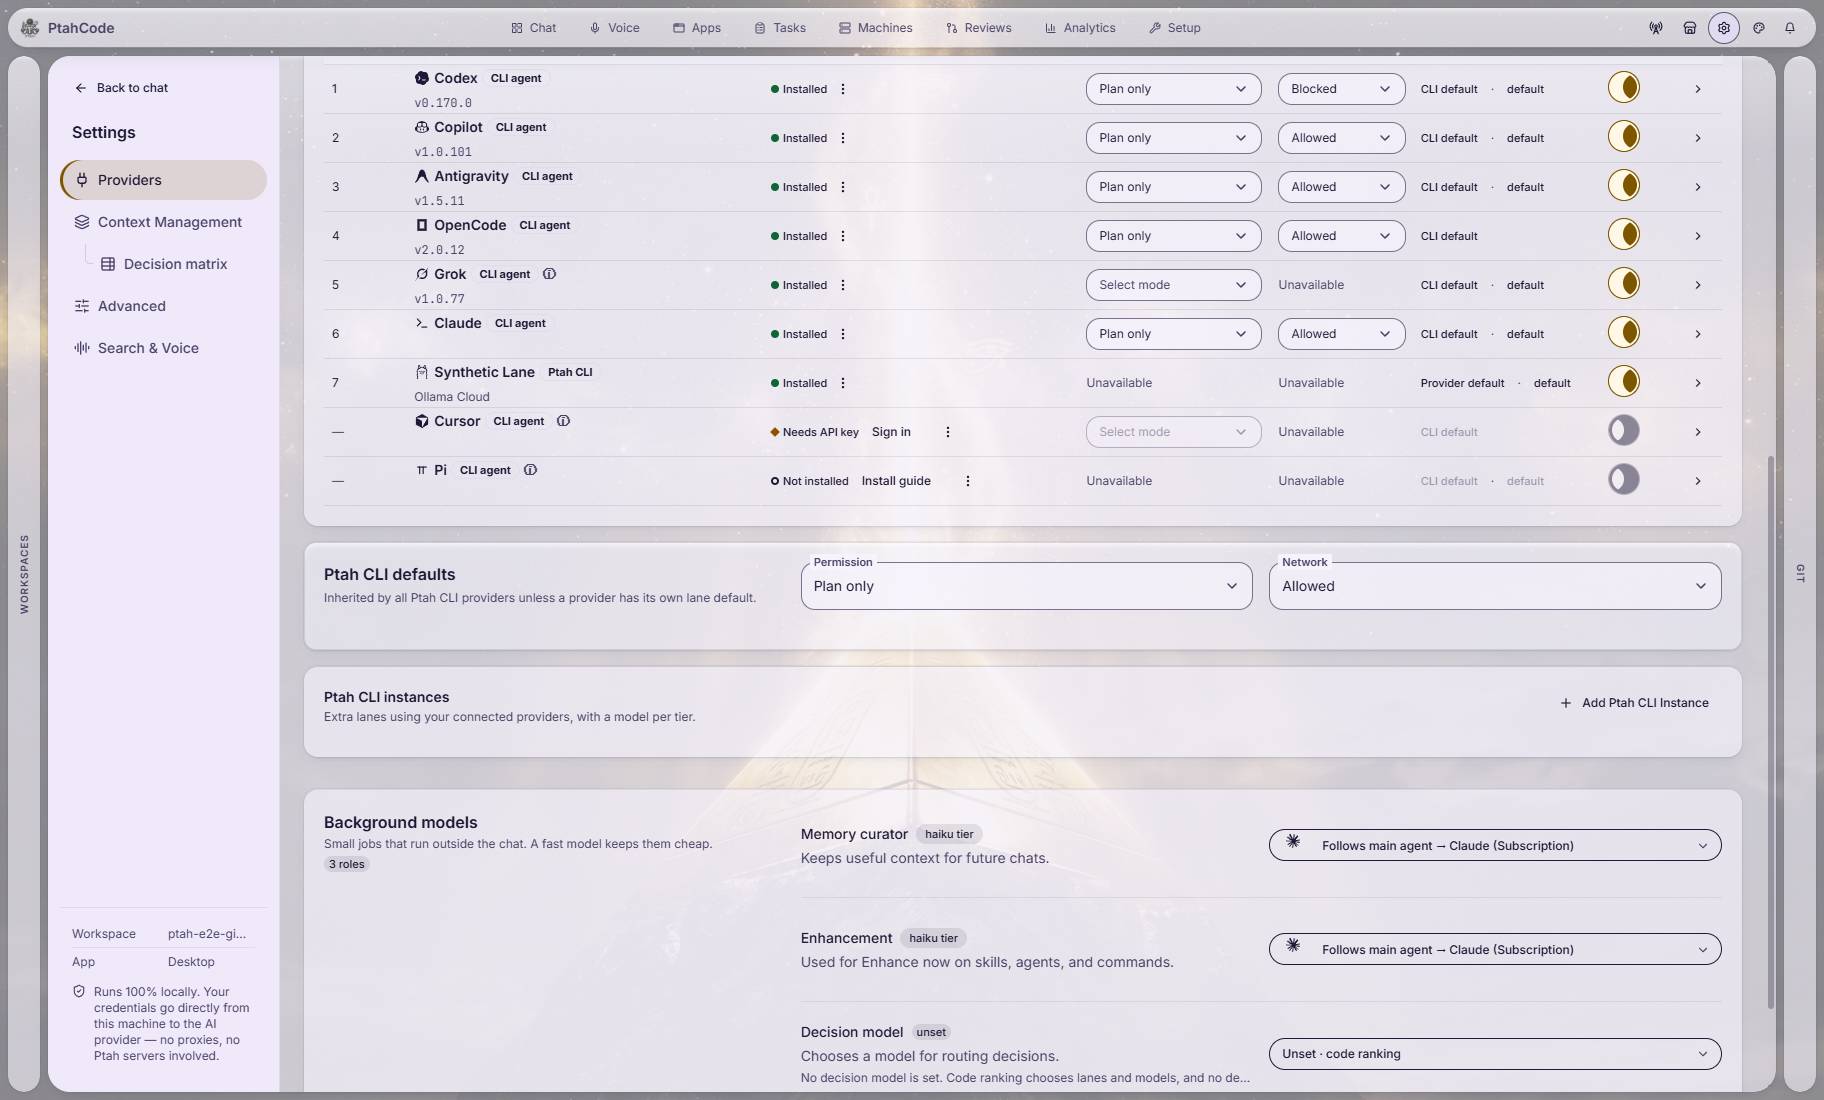 PtahCode
Chat
Voice
Apps
Tasks
Machines
Reviews
Analytics
Setup
WORKSPACES
Back to chat
Settings
Providers
Context Management
Decision matrix
Advanced
Search & Voice
Workspace ptah-e2e-gi...
App Desktop
Runs 100% locally. Your
credentials go directly from
this machine to the AI
provider — no proxies, no
Ptah servers involved.
1 Codex CLI agent Installed Plan only Blocked CLI default · default
v0.170.0
2 Copilot CLI agent Installed Plan only Allowed CLI default · default
v1.0.101
3 Antigravity CLI agent Installed Plan only Allowed CLI default · default
v1.5.11
4 OpenCode CLI agent Installed Plan only Allowed CLI default
v2.0.12
5 Grok CLI agent Installed Select mode Unavailable CLI default · default
v1.0.77
6 Claude CLI agent Installed Plan only Allowed CLI default · default
7 Synthetic Lane Ptah CLI Installed Unavailable Unavailable Provider default · default
Ollama Cloud
— Cursor CLI agent Needs API key Sign in Select mode Unavailable CLI default
— Pi CLI agent Not installed Install guide Unavailable Unavailable CLI default · default
Ptah CLI defaults
Inherited by all Ptah CLI providers unless a provider has its own lane default.
Permission
Plan only
Network
Allowed
Ptah CLI instances
Extra lanes using your connected providers, with a model per tier.
Add Ptah CLI Instance
Background models
Small jobs that run outside the chat. A fast model keeps them cheap.
3 roles
Memory curator haiku tier
Keeps useful context for future chats.
Follows main agent → Claude (Subscription)
Enhancement haiku tier
Used for Enhance now on skills, agents, and commands.
Follows main agent → Claude (Subscription)
Decision model unset
Chooses a model for routing decisions.
No decision model is set. Code ranking chooses lanes and models, and no de...
Unset · code ranking
GIT